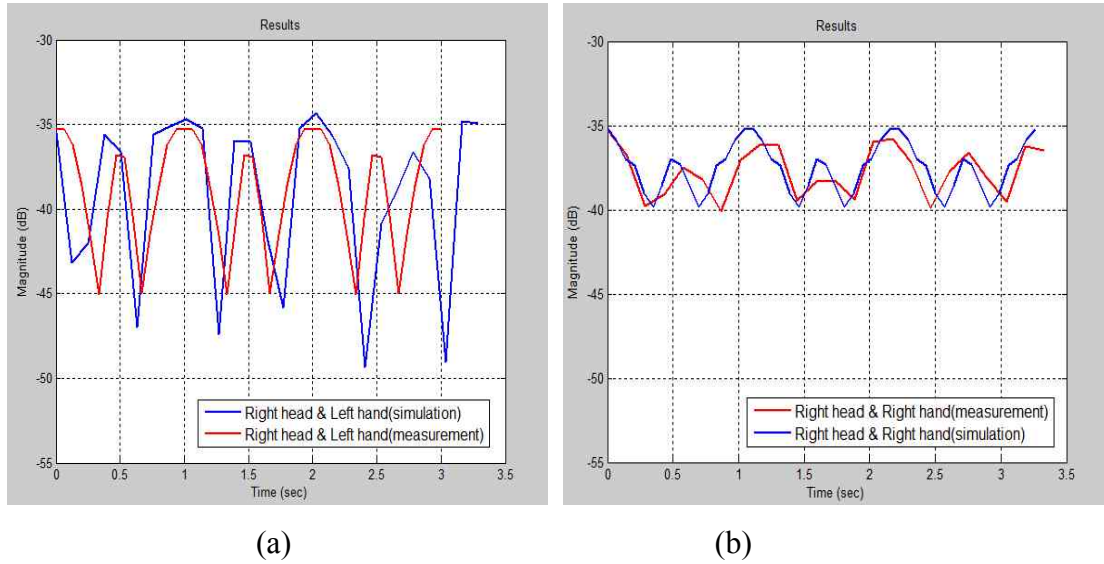 Results
-30
-35
-40
-45
-50
-55
Magnitude (dB)
Right head & Left hand(simulation)
Right head & Left hand(measurement)
0 0.5 1 1.5 2 2.5 3 3.5
Time (sec)
(a)
Results
-30
-35
-40
-45
-50
-55
Magnitude (dB)
Right head & Right hand(measurement)
Right head & Right hand(simulation)
0 0.5 1 1.5 2 2.5 3 3.5
Time (sec)
(b)